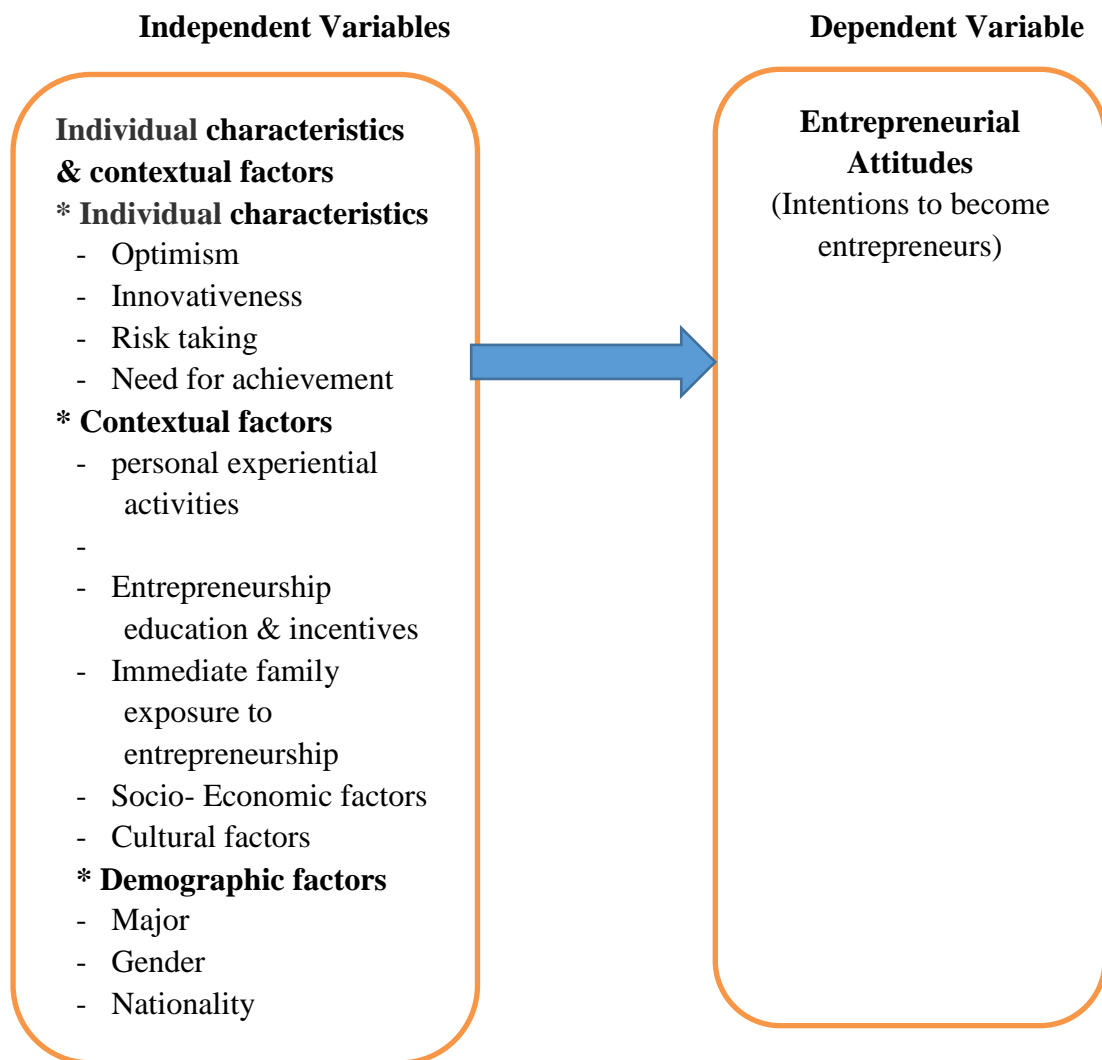 Independent Variables
Dependent Variable
Individual characteristics
& contextual factors
* Individual characteristics
- Optimism
- Innovativeness
- Risk taking
- Need for achievement
* Contextual factors
- personal experiential
activities
-
- Entrepreneurship
education & incentives
- Immediate family
exposure to
entrepreneurship
- Socio- Economic factors
- Cultural factors
* Demographic factors
- Major
- Gender
- Nationality
Entrepreneurial
Attitudes
(Intentions to become
entrepreneurs)